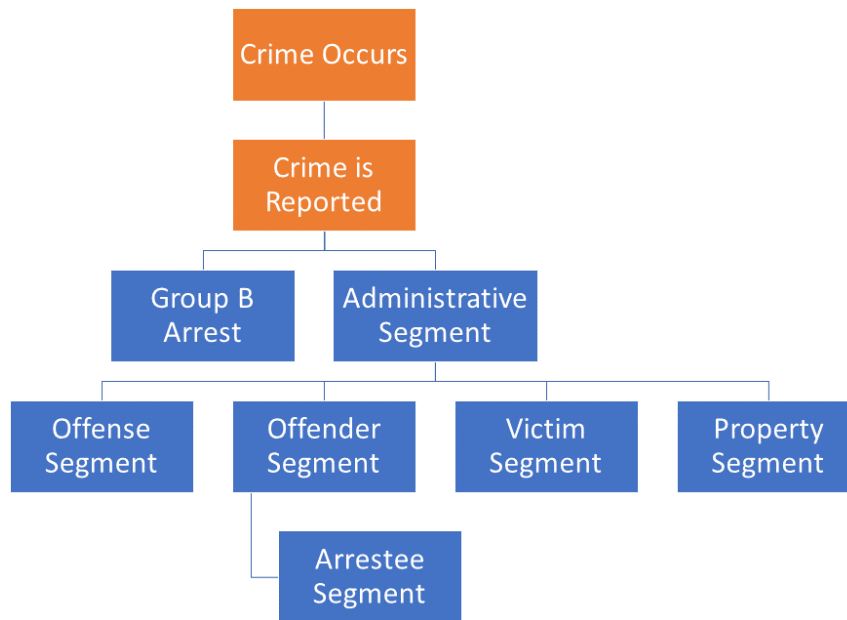 Crime Occurs
Crime is
Reported
Group B
Arrest
Administrative
Segment
Offense
Segment
Offender
Segment
Victim
Segment
Property
Segment
Arrestee
Segment